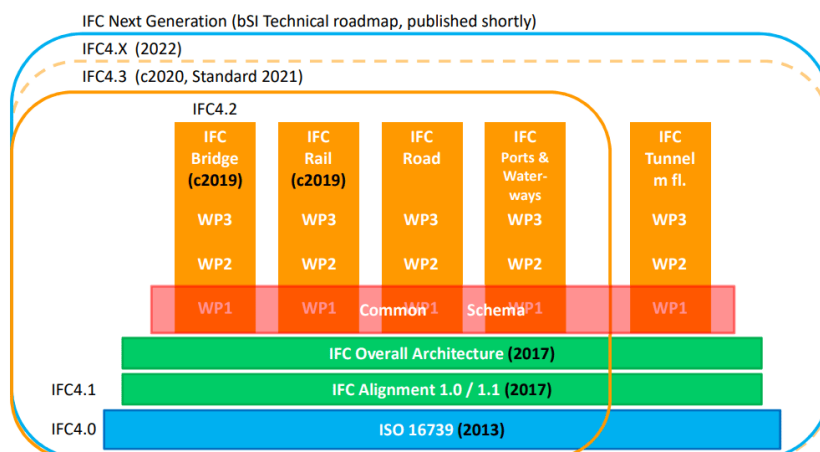 IFC Next Generation (bSI Technical roadmap, published shortly)
IFC4.X (2022)
IFC4.3 (c2020, Standard 2021)
IFC4.2
IFC
Bridge
(c2019)
WP3
WP2
WP1
IFC
Rail
(c2019)
WP3
WP2
WP1
IFC
Road
WP3
WP2
WP1
IFC
Ports &
Water-
ways
WP3
WP2
WP1
IFC
Tunnel
m fl.
WP3
WP2
WP1
Common Schema
IFC Overall Architecture (2017)
IFC4.1
IFC Alignment 1.0 / 1.1 (2017)
IFC4.0
ISO 16739 (2013)